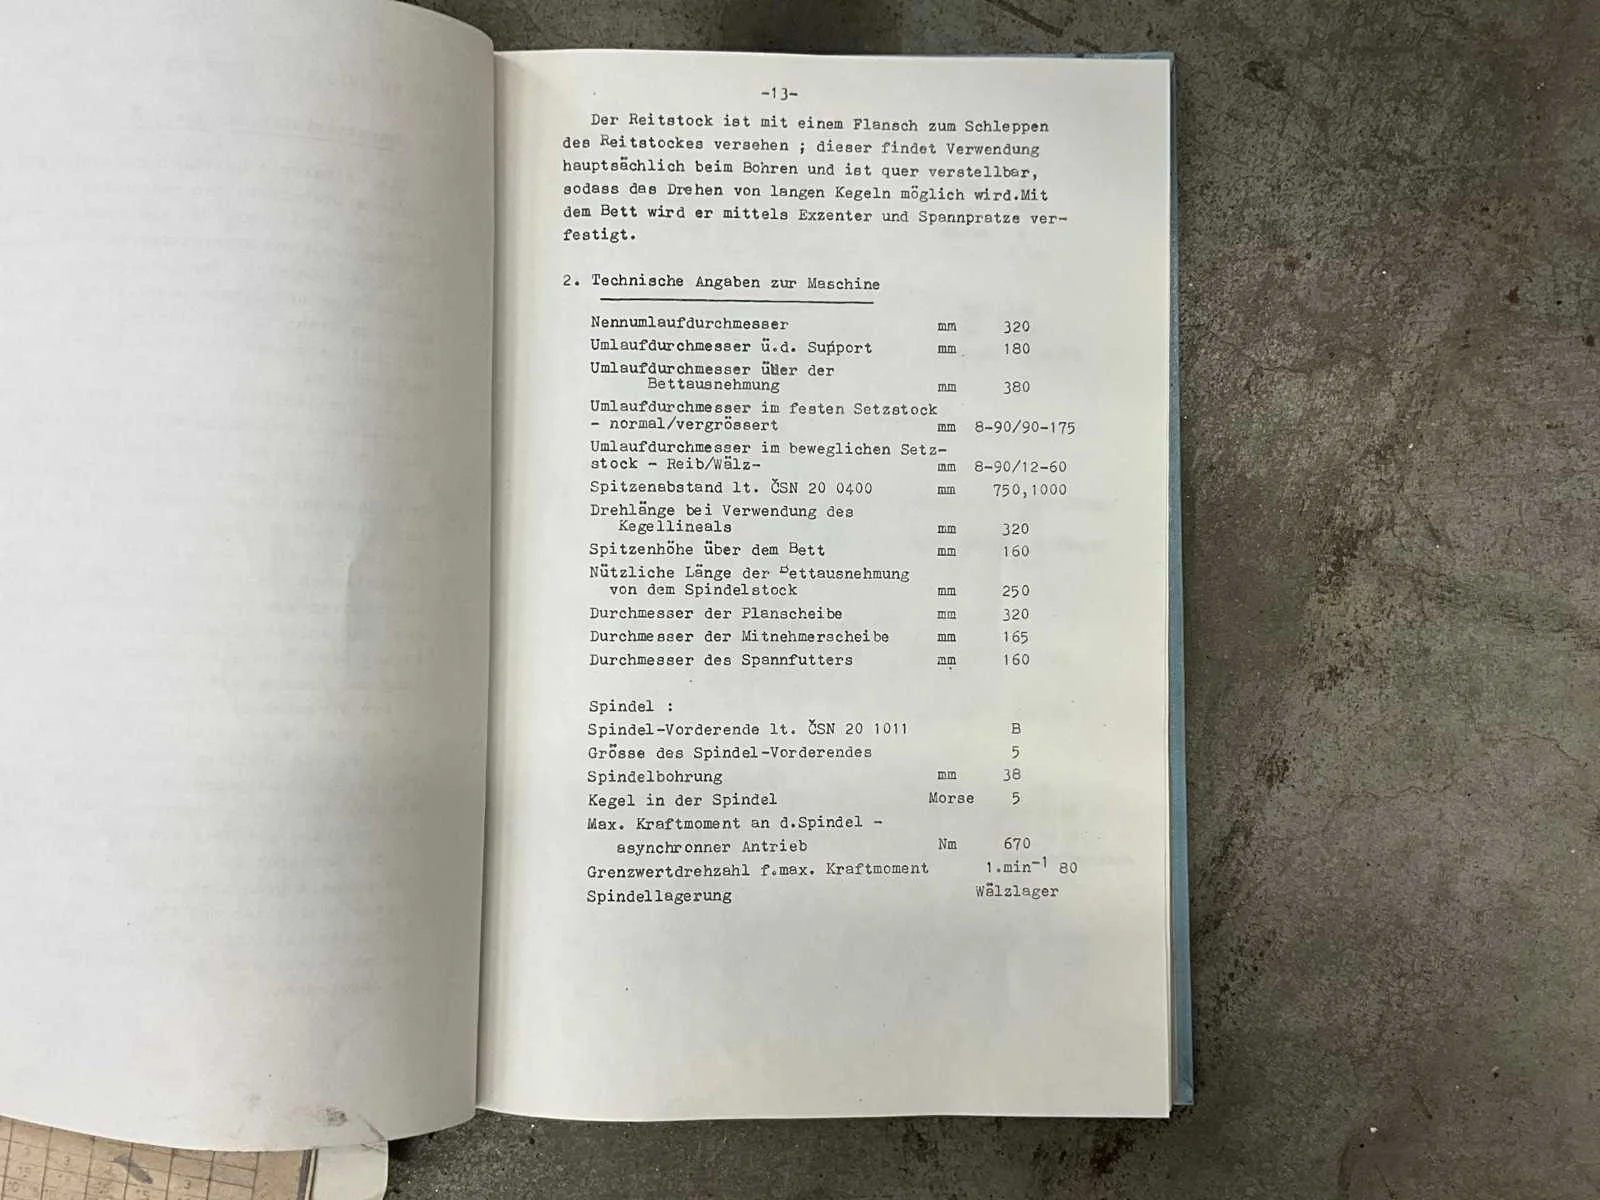 -13-
Der Reitstock ist mit einem Flansch zum Schleppen
des Reitstockes versehen ; dieser findet Verwendung
hauptsächlich beim Bohren und ist quer verstellbar,
sodass das Drehen von langen Kegeln möglich wird.Mit
dem Bett wird er mittels Exzenter und Spannpratze ver-
festigt.
2. Technische Angaben zur Maschine
Nennumlaufdurchmesser mm 320
Umlaufdurchmesser ü.d. Support mm 180
Umlaufdurchmesser über der
Bettausnehmung mm 380
Umlaufdurchmesser im festen Setzstock
- normal/vergrössert mm 8-90/90-175
Umlaufdurchmesser im beweglichen Setz-
stock - Reib/Wälz- mm 8-90/12-60
Spitzenabstand lt. ČSN 20 0400 mm 750,1000
Drehlänge bei Verwendung des
Kegellineals mm 320
Spitzenhöhe über dem Bett mm 160
Nützliche Länge der Bettausnehmung
von dem Spindelstock mm 250
Durchmesser der Planscheibe mm 320
Durchmesser der Mitnehmerscheibe mm 165
Durchmesser des Spannfutters mm 160
Spindel :
Spindel-Vorderende lt. ČSN 20 1011 B
Grösse des Spindel-Vorderendes 5
Spindelbohrung mm 38
Kegel in der Spindel Morse 5
Max. Kraftmoment an d.Spindel -
asynchronner Antrieb Nm 670
Grenzwertdrehzahl f.max. Kraftmoment 1.min⁻¹ 80
Spindellagerung Wälzlager